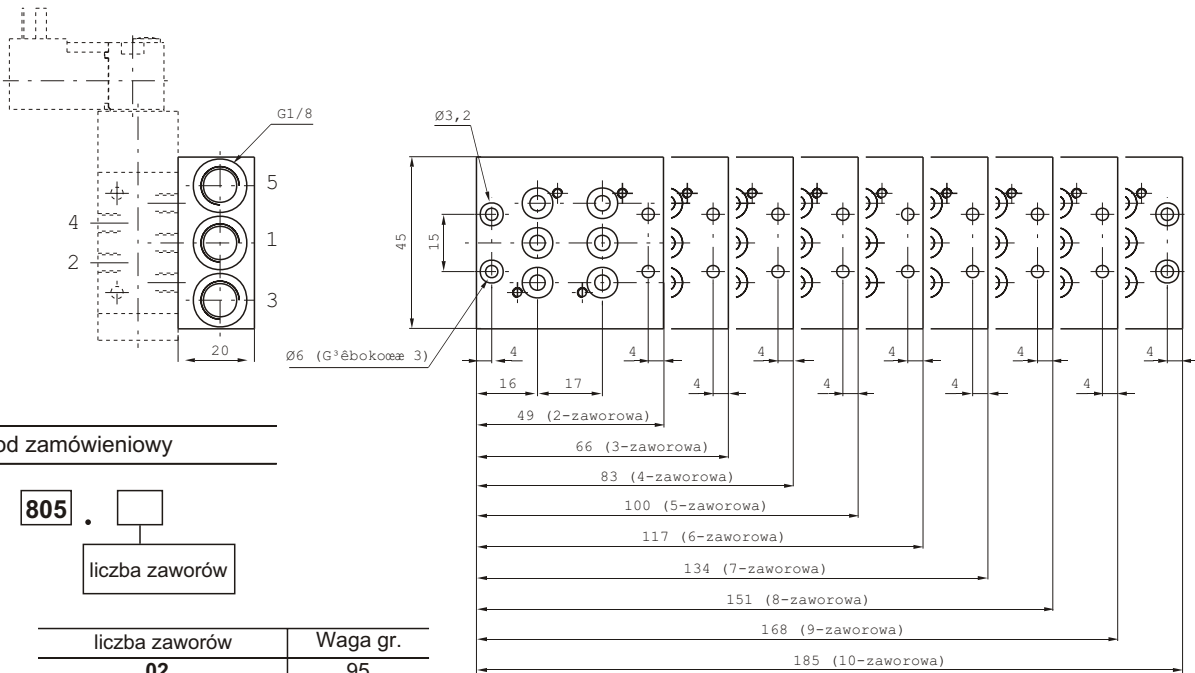 G1/8
Ø3,2
5
4
1
2
3
45
15
20
Ø6 (G³êbokoœæ 3)
4
4
4
4
4
4
16
17
4
4
4
4
49 (2-zaworowa)
66 (3-zaworowa)
83 (4-zaworowa)
100 (5-zaworowa)
117 (6-zaworowa)
134 (7-zaworowa)
151 (8-zaworowa)
168 (9-zaworowa)
185 (10-zaworowa)
od zamówieniowy
805 .
liczba zaworów
liczba zaworów Waga gr.
02 95